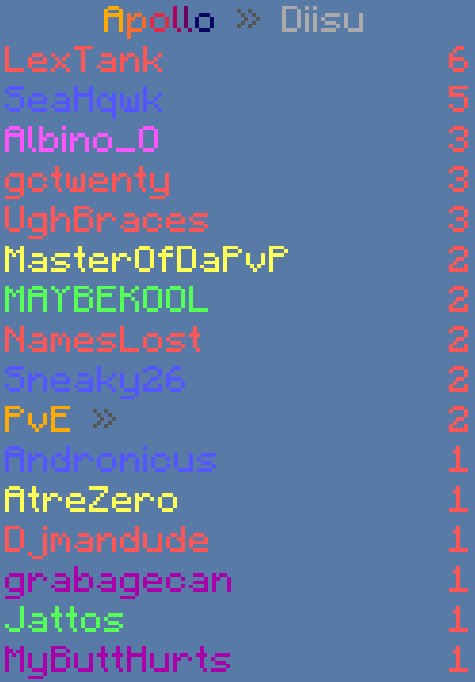 Apollo » Diisu
LexTank 6
SeaHqwk 5
Albino_O 3
gctwenty 3
UghBraces 3
MasterOfDaPvP 2
MAYBEKOOL 2
NamesLost 2
Sneaky26 2
PvE » 2
Andronicus 1
AtreZero 1
Djmandude 1
grabagecan 1
Jattos 1
MyButtHurts 1